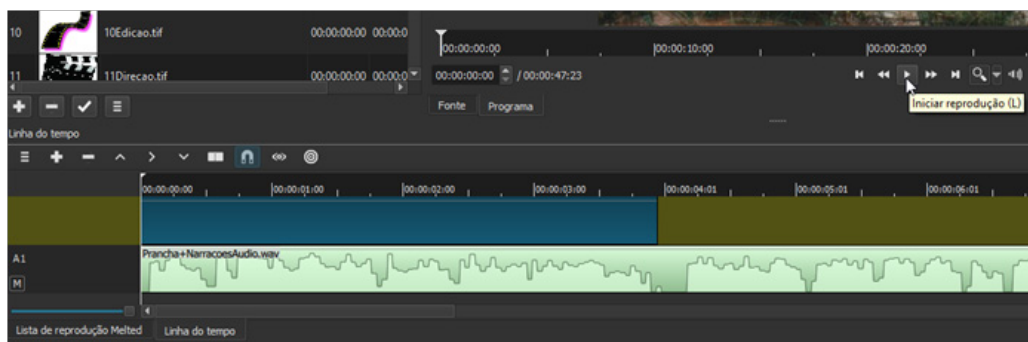 10 10Edicao.tif 00:00:00:00 00:00:0
00:00:00:00 00:00:10:00 00:00:20:00
11 11Direcao.tif 00:00:00:00 00:00:0
00:00:00:00 / 00:00:47:23
Fonte Programa
Iniciar reprodução (L)
Linha do tempo
00:00:00:00 00:00:01:00 00:00:02:00 00:00:03:00 00:00:04:01 00:00:05:01 00:00:06:01
A1 Prancha+NarracoesAudio.wav
M
Lista de reprodução Melted Linha do tempo